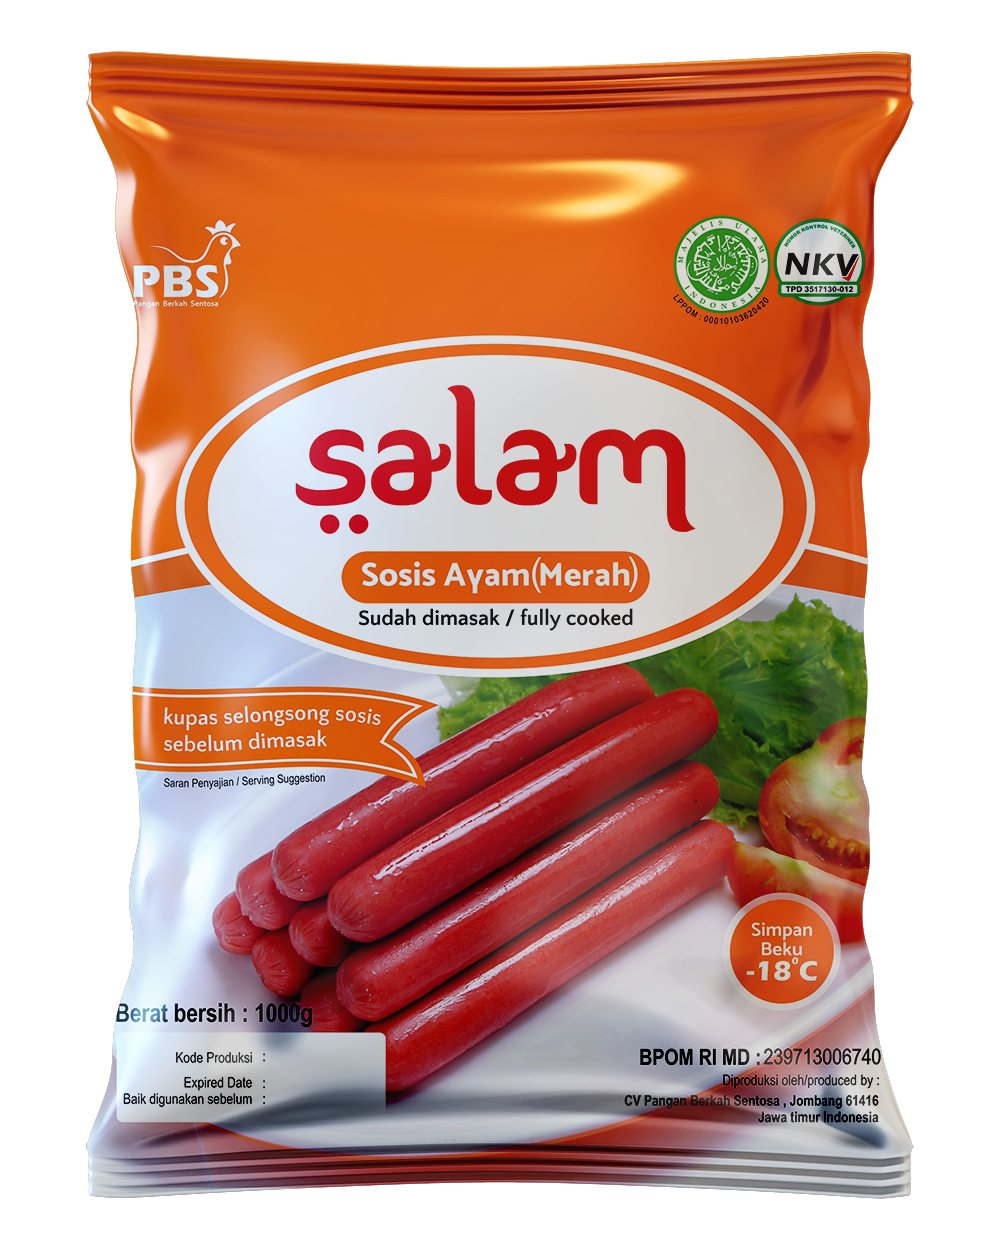 PBS
Pangan Berkah Sentosa
MAJELIS ULAMA
INDONESIA
LPPOM : 00010103620420
NOMOR KONTROL VETERINER
NKV
TPD 3517130-012
salam
Sosis Ayam(Merah)
Sudah dimasak / fully cooked
kupas selongsong sosis
sebelum dimasak
Saran Penyajian / Serving Suggestion
Simpan
Beku
-18°C
Berat bersih : 1000g
Kode Produksi :
Expired Date :
Baik digunakan sebelum :
BPOM RI MD : 239713006740
Diproduksi oleh/produced by :
CV Pangan Berkah Sentosa , Jombang 61416
Jawa timur Indonesia